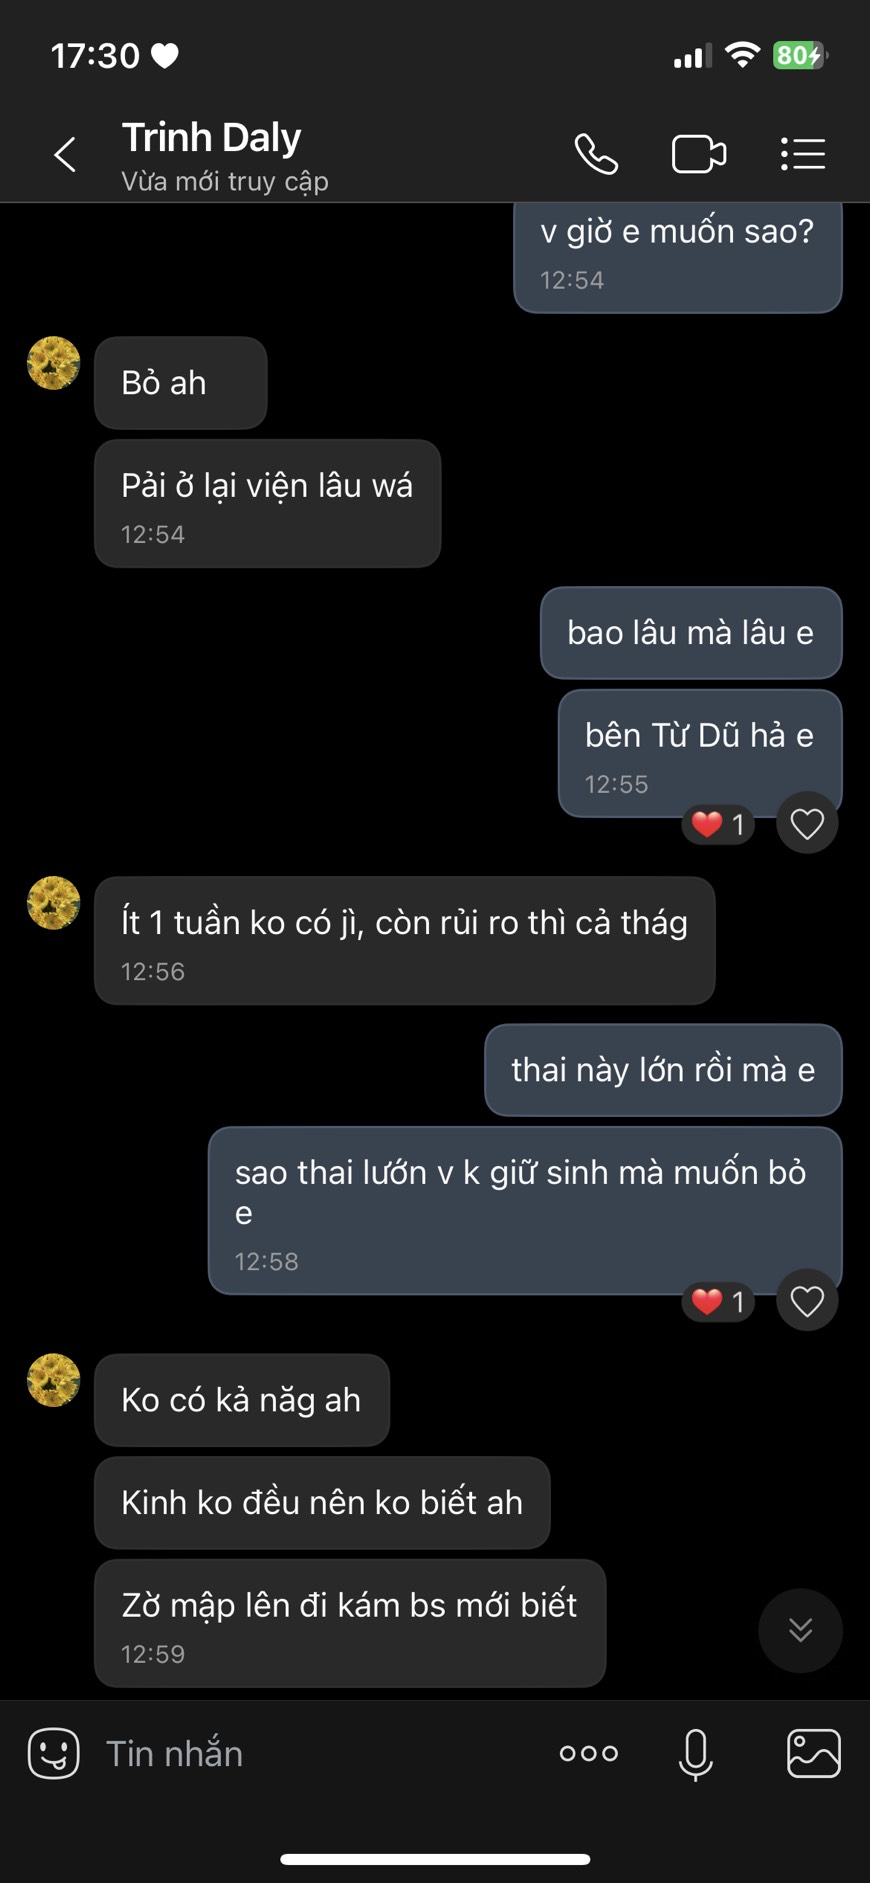 17:30
80
Trinh Daly
Vừa mới truy cập
v giờ e muốn sao?
12:54
Bỏ ah
Pải ở lại viện lâu wá
12:54
bao lâu mà lâu e
bên Từ Dũ hả e
12:55
1
Ít 1 tuần ko có jì, còn rủi ro thì cả thág
12:56
thai này lớn rồi mà e
sao thai lướn v k giữ sinh mà muốn bỏ
e
12:58
1
Ko có kả năg ah
Kinh ko đều nên ko biết ah
Zờ mập lên đi kám bs mới biết
12:59
Tin nhắn